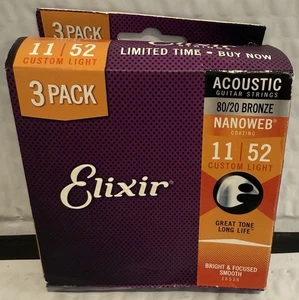 3 PACK
LIMITED TIME • BUY NOW
11 | 52
CUSTOM LIGHT
3 PACK
Elixir
ACOUSTIC
GUITAR STRINGS
80/20 BRONZE
NANOWEB®
COATING
11 | 52
CUSTOM LIGHT
GREAT TONE
LONG LIFE™
BRIGHT & FOCUSED
SMOOTH